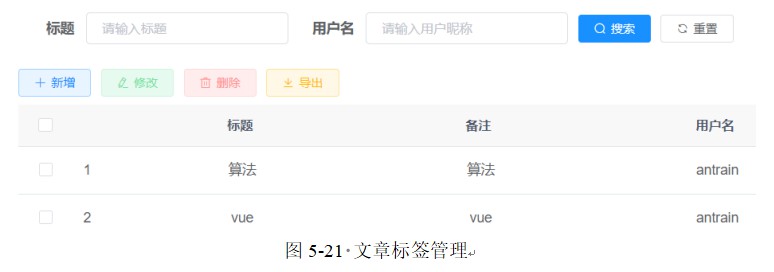 标题 请输入标题 用户名 请输入用户昵称 搜索 重置
新增 修改 删除 导出
标题 备注 用户名
1 算法 算法 antrain
2 vue vue antrain
图 5-21 文章标签管理